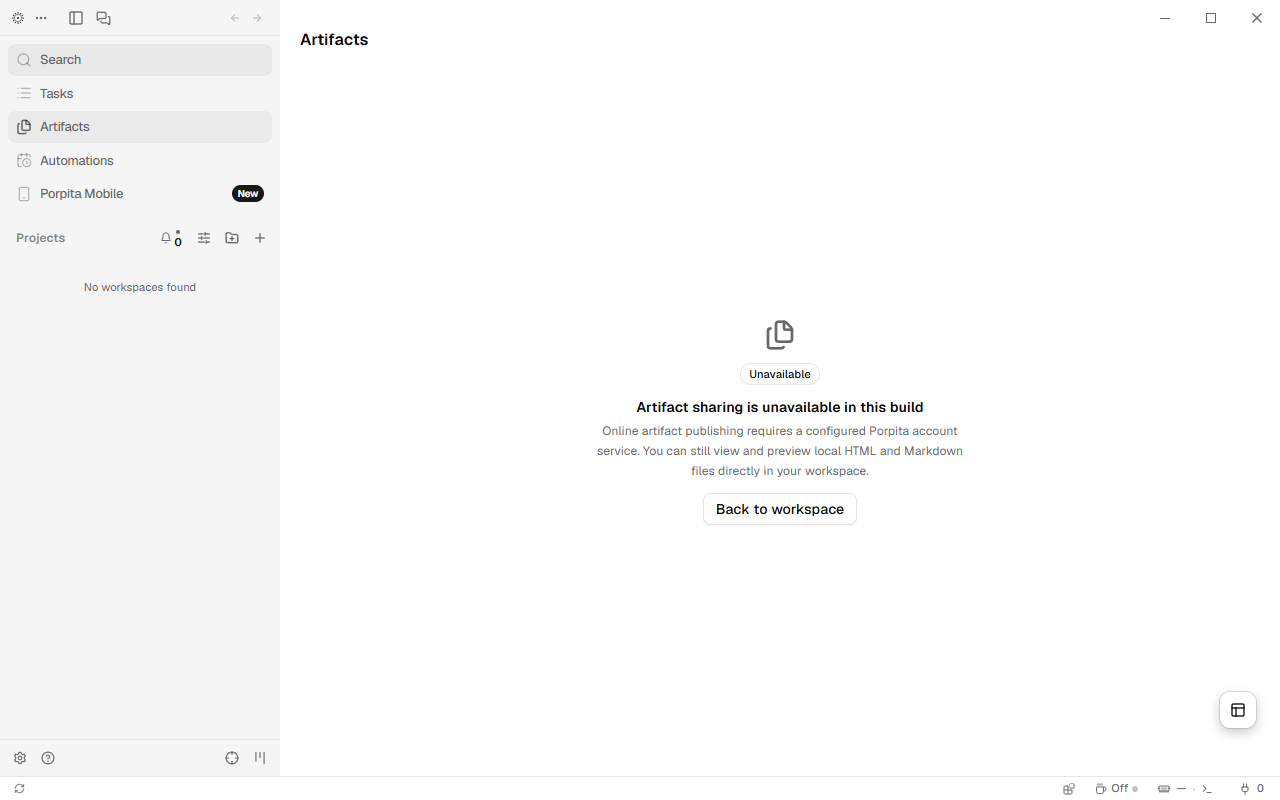 Artifacts
Search
Tasks
Artifacts
Automations
Porpita Mobile
New
Projects
0
No workspaces found
Unavailable
Artifact sharing is unavailable in this build
Online artifact publishing requires a configured Porpita account
service. You can still view and preview local HTML and Markdown
files directly in your workspace.
Back to workspace
Off
0